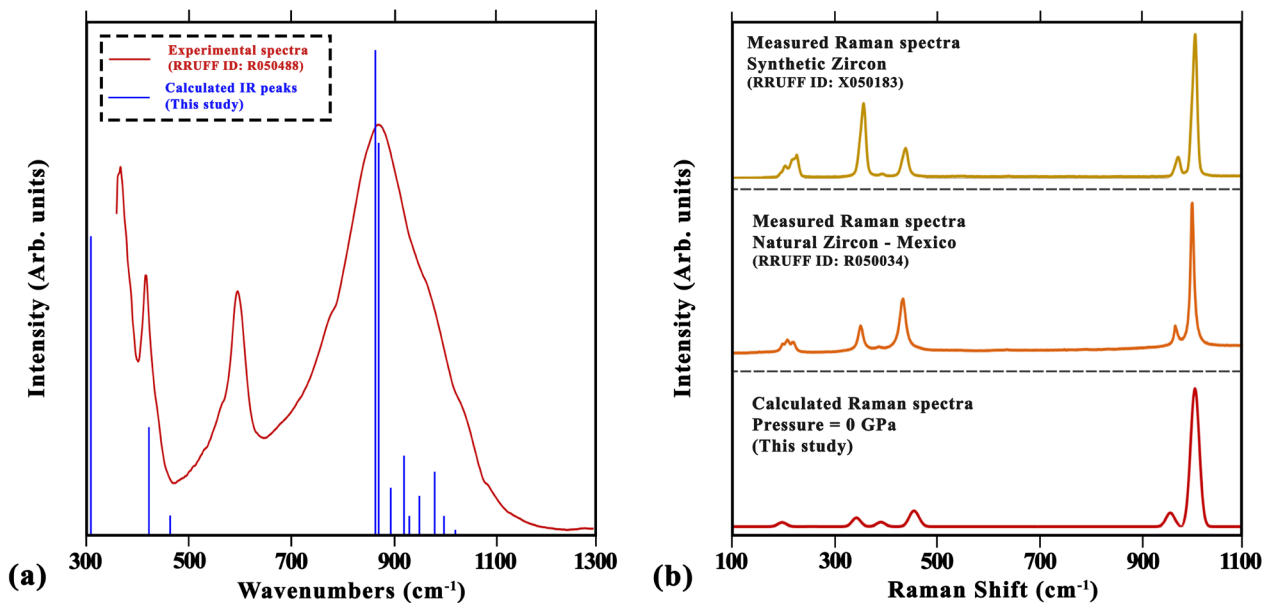 Experimental spectra
(RRUFF ID: R050488)
Calculated IR peaks
(This study)
Intensity (Arb. units)
300
500
700
900
1100
1300
Wavenumbers (cm⁻¹)
(a)
Measured Raman spectra
Synthetic Zircon
(RRUFF ID: X050183)
Measured Raman spectra
Natural Zircon - Mexico
(RRUFF ID: R050034)
Calculated Raman spectra
Pressure = 0 GPa
(This study)
Intensity (Arb. units)
100
300
500
700
900
1100
Raman Shift (cm⁻¹)
(b)